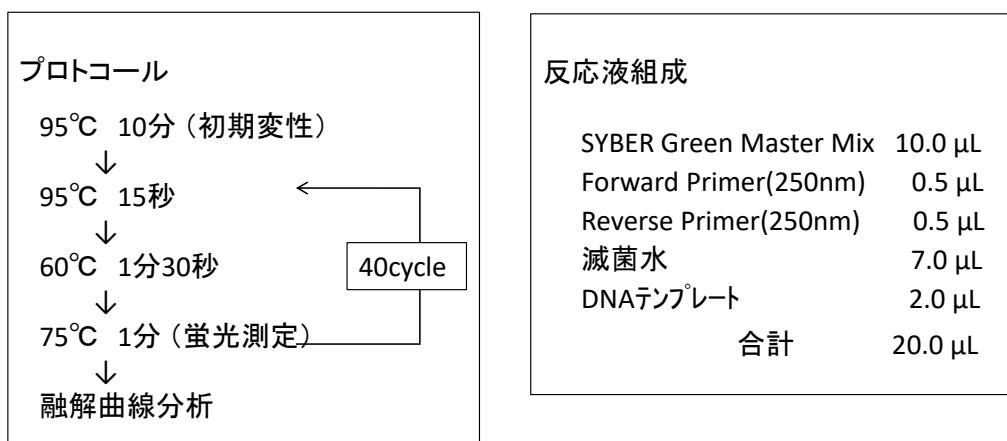 プロトコール
95℃ 10分（初期変性）
↓
95℃ 15秒
↓
60℃ 1分30秒
↓
75℃ 1分（蛍光測定）
↓
融解曲線分析
40cycle
反応液組成
SYBER Green Master Mix 10.0 µL
Forward Primer(250nm) 0.5 µL
Reverse Primer(250nm) 0.5 µL
滅菌水 7.0 µL
DNAテンプレート 2.0 µL
合計 20.0 µL